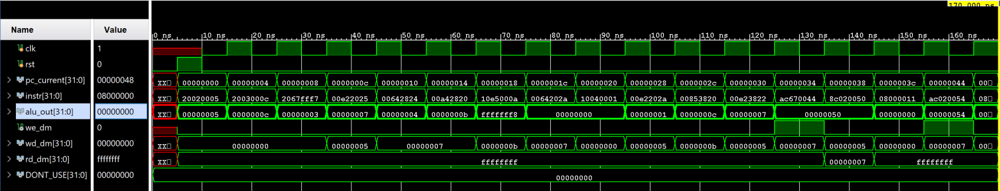 170.000 ns
Name Value
0 ns 10 ns 20 ns 30 ns 40 ns 50 ns 60 ns 70 ns 80 ns 90 ns 100 ns 110 ns 120 ns 130 ns 140 ns 150 ns 160 ns
clk 1
rst 0
pc_current[31:0] 00000048 XX 00000000 00000004 00000008 0000000c 00000010 00000014 00000018 0000001c 00000020 00000028 0000002c 00000030 00000034 00000038 0000003c 00000044 00
instr[31:0] 08000000 XX 20020005 2003000c 2067fff7 00e22025 00642824 00a42820 10e5000a 0064202a 10040001 00e2202a 00853820 00e23822 ac670044 8c020050 08000011 ac020054 08
alu_out[31:0] 00000000 XX 00000005 0000000c 00000003 00000007 00000004 0000000b fffffff8 00000000 00000001 0000000c 00000007 00000050 00000000 00000054 00
we_dm 0
wd_dm[31:0] 00000000 XX 00000000 00000005 00000007 0000000b 00000007 00000000 00000005 0000000b 00000005 00000007 00000005 00000000 00000007 00
rd_dm[31:0] ffffffff XX ffffffff 00000007 ffffffff
DONT_USE[31:0] 00000000 00000000